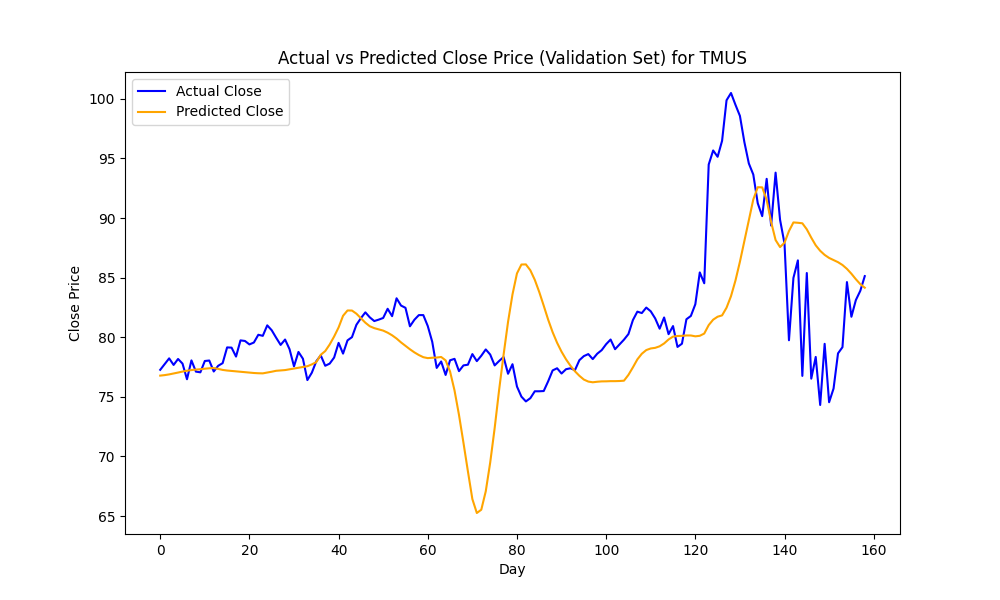 Actual vs Predicted Close Price (Validation Set) for TMUS
Actual Close
Predicted Close
100
95
90
85
80
75
70
65
Close Price
0 20 40 60 80 100 120 140 160
Day